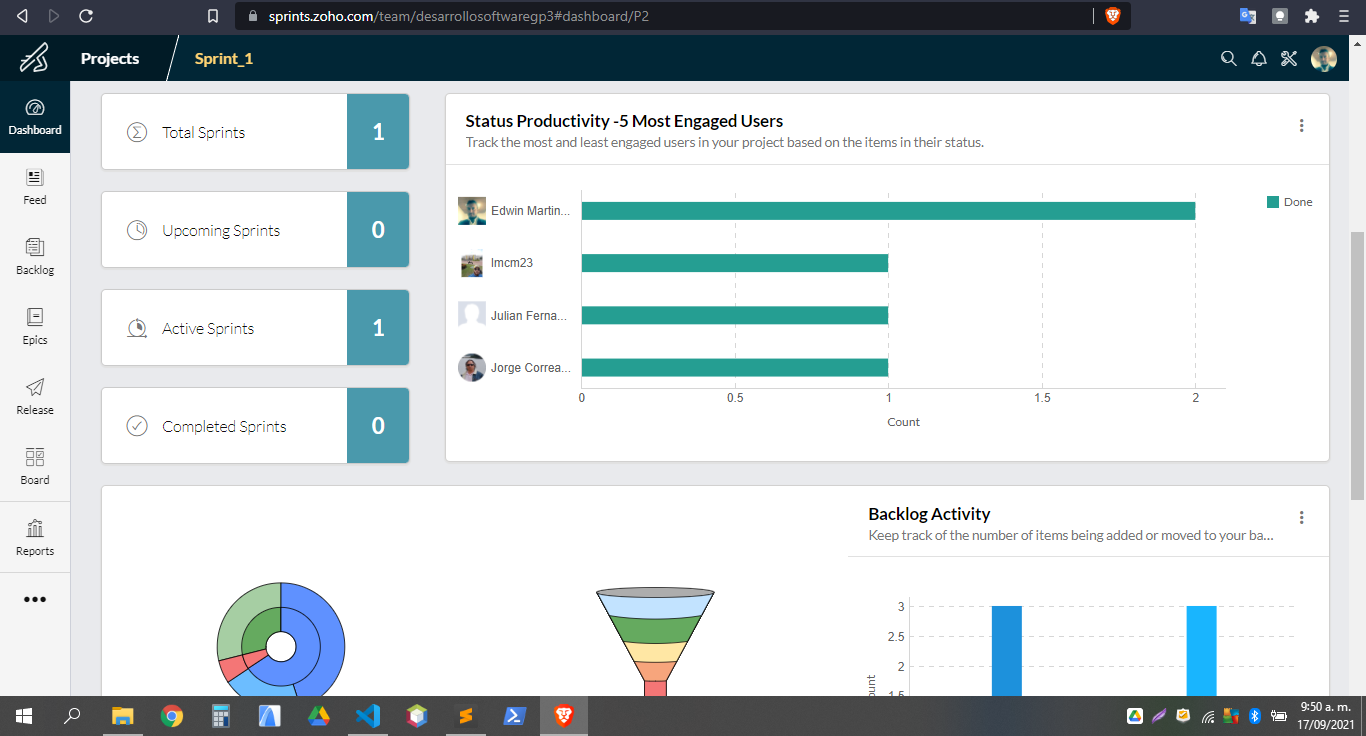 sprints.zoho.com/team/desarrollosoftwaregp3#dashboard/P2
Projects
Sprint_1
Dashboard
Feed
Backlog
Epics
Release
Board
Reports
Total Sprints
1
Upcoming Sprints
0
Active Sprints
1
Completed Sprints
0
Status Productivity -5 Most Engaged Users
Track the most and least engaged users in your project based on the items in their status.
Edwin Martin...
lmcm23
Julian Ferna...
Jorge Correa...
0 0.5 1 1.5 2
Count
Done
Backlog Activity
Keep track of the number of items being added or moved to your ba...
3
2.5
2
1.5
9:50 a. m.
17/09/2021